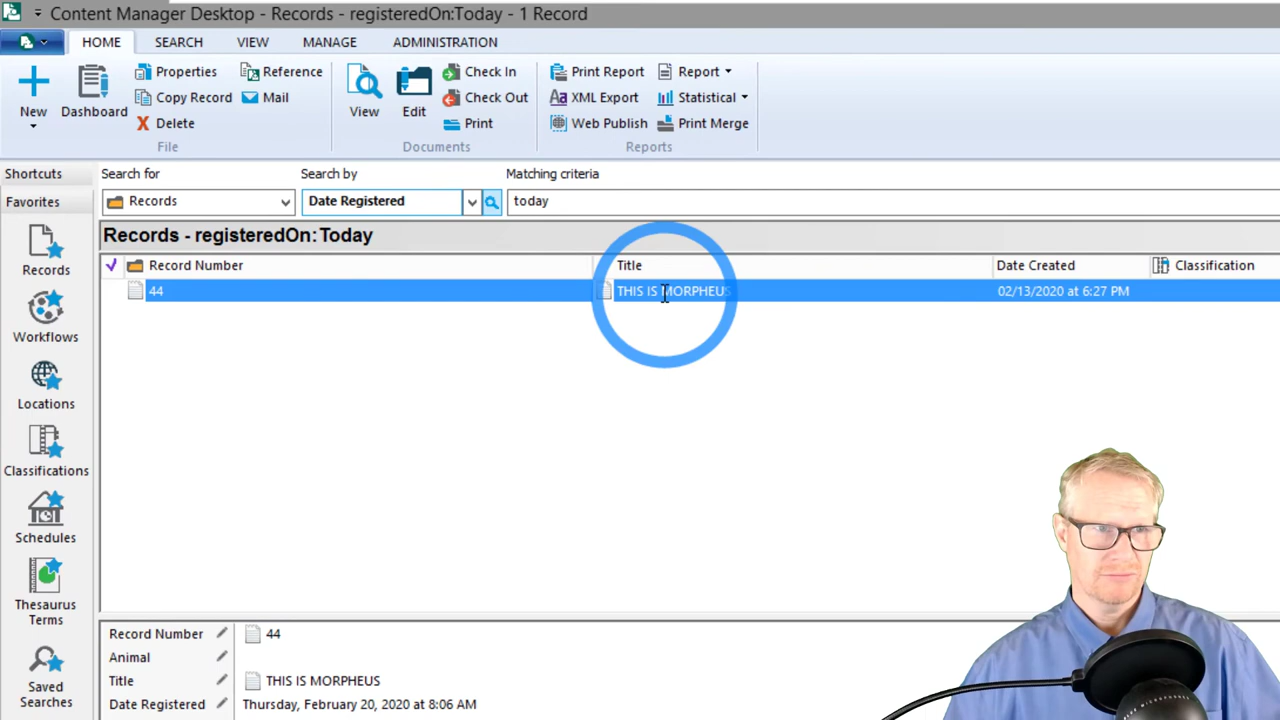 Content Manager Desktop - Records - registeredOn:Today - 1 Record
HOME SEARCH VIEW MANAGE ADMINISTRATION
New Dashboard Properties Reference View Edit Check In Print Report Report
Copy Record Mail Check Out XML Export Statistical
Delete Print Web Publish Print Merge
File Documents Reports
Shortcuts Search for Search by Matching criteria
Favorites Records Date Registered today
Records - registeredOn:Today
Record Number Title Date Created Classification
44 THIS IS MORPHEUS 02/13/2020 at 6:27 PM
Records
Workflows
Locations
Classifications
Schedules
Thesaurus
Terms
Saved
Searches
Record Number 44
Animal
Title THIS IS MORPHEUS
Date Registered Thursday, February 20, 2020 at 8:06 AM